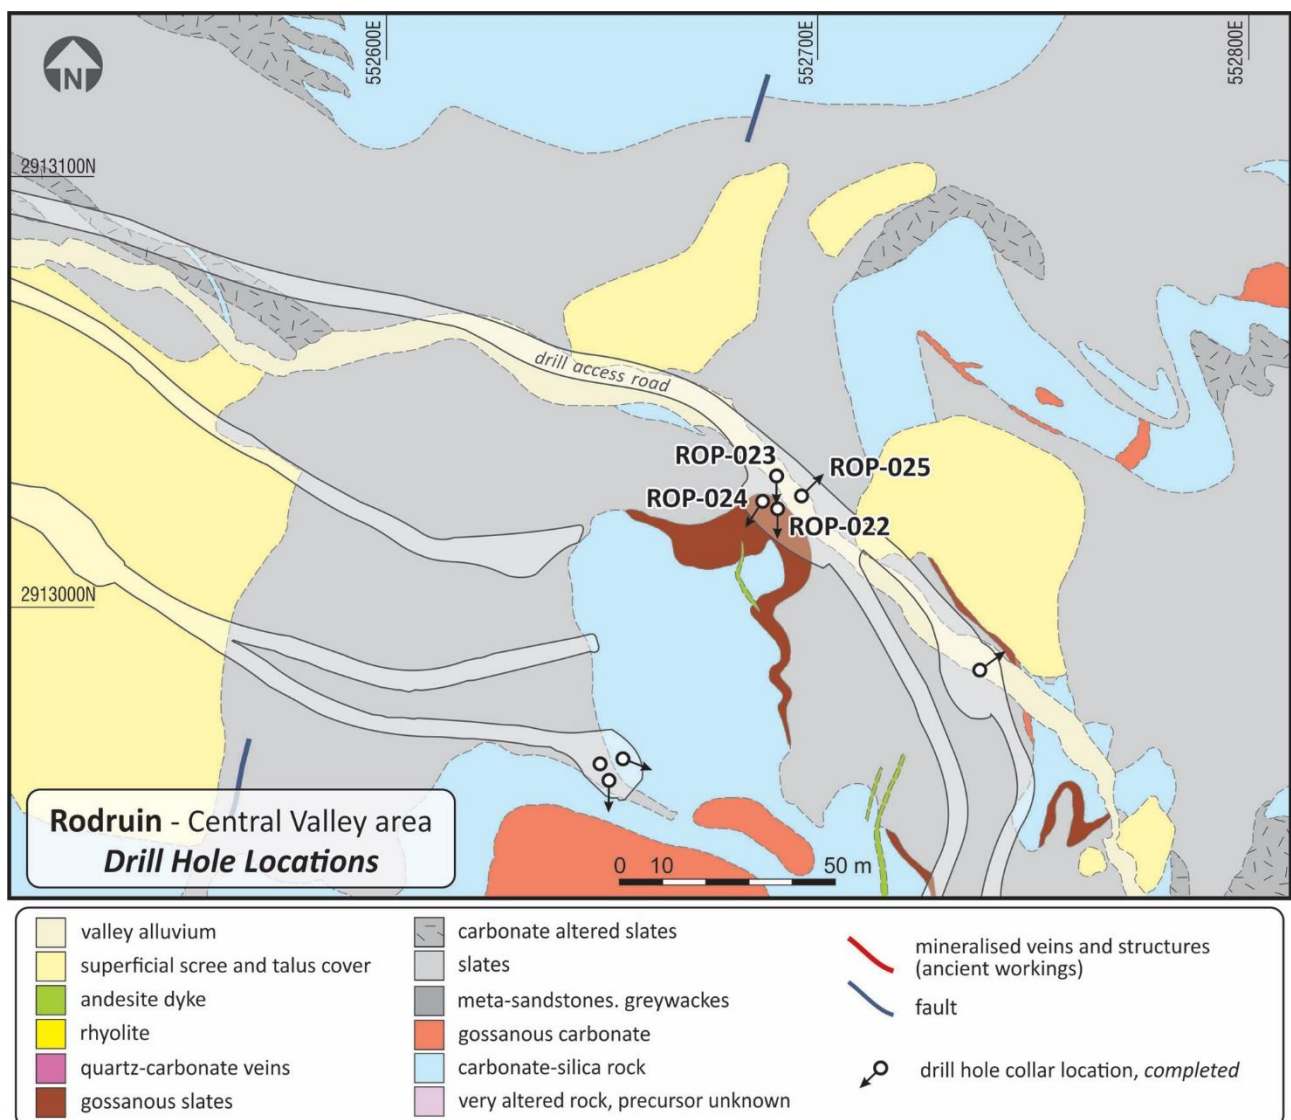 N
552600E
552700E
552800E
2913100N
drill access road
ROP-023
ROP-025
ROP-024
ROP-022
2913000N
Rodruin - Central Valley area
Drill Hole Locations
0 10 50 m
valley alluvium
superficial scree and talus cover
andesite dyke
rhyolite
quartz-carbonate veins
gossanous slates
carbonate altered slates
slates
meta-sandstones. greywackes
gossanous carbonate
carbonate-silica rock
very altered rock, precursor unknown
mineralised veins and structures
(ancient workings)
fault
drill hole collar location, completed